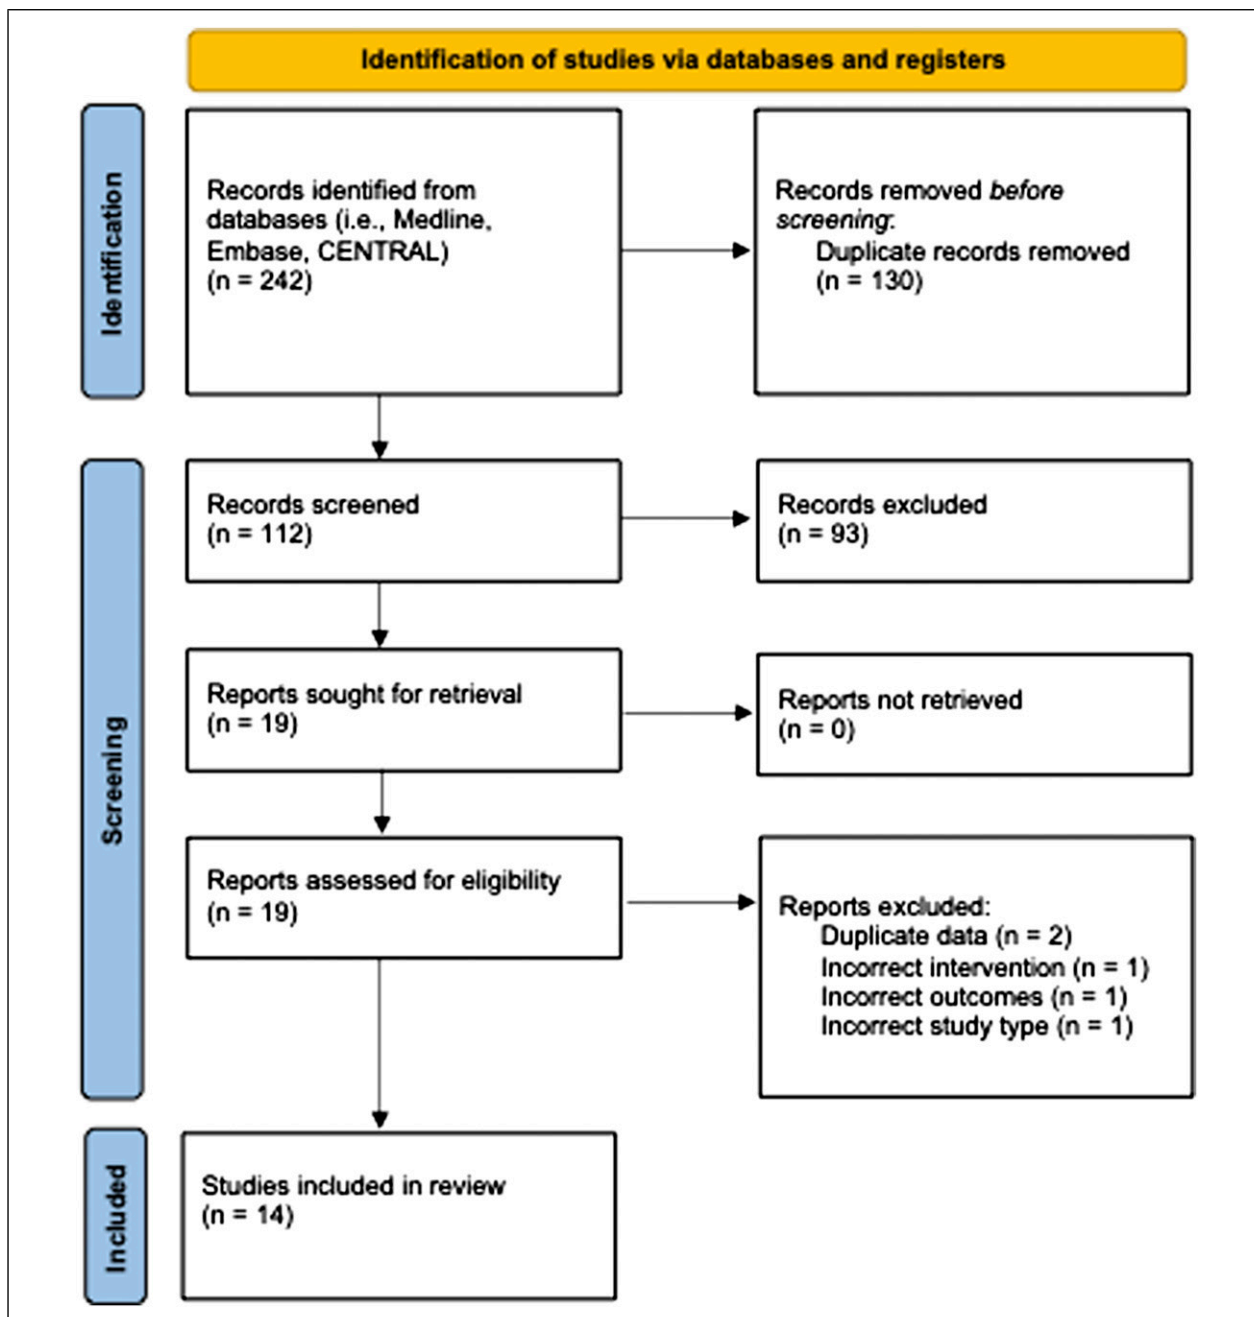 Identification of studies via databases and registers
Identification
Records identified from
databases (i.e., Medline,
Embase, CENTRAL)
(n = 242)
Records removed before
screening:
Duplicate records removed
(n = 130)
Screening
Records screened
(n = 112)
Records excluded
(n = 93)
Reports sought for retrieval
(n = 19)
Reports not retrieved
(n = 0)
Reports assessed for eligibility
(n = 19)
Reports excluded:
Duplicate data (n = 2)
Incorrect intervention (n = 1)
Incorrect outcomes (n = 1)
Incorrect study type (n = 1)
Included
Studies included in review
(n = 14)